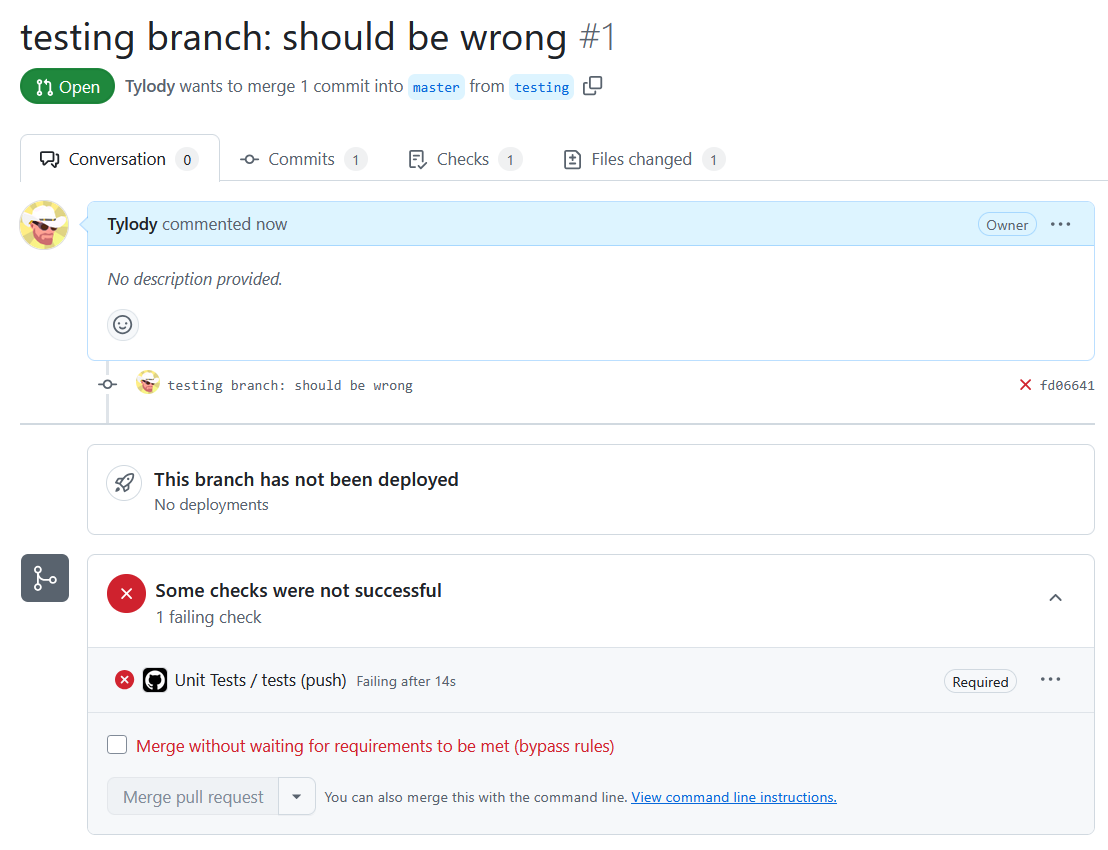 testing branch: should be wrong #1
Open Tylody wants to merge 1 commit into master from testing
Conversation 0 Commits 1 Checks 1 Files changed 1
Tylody commented now Owner
No description provided.
testing branch: should be wrong fd06641
This branch has not been deployed
No deployments
Some checks were not successful
1 failing check
Unit Tests / tests (push) Failing after 14s Required
Merge without waiting for requirements to be met (bypass rules)
Merge pull request You can also merge this with the command line. View command line instructions.